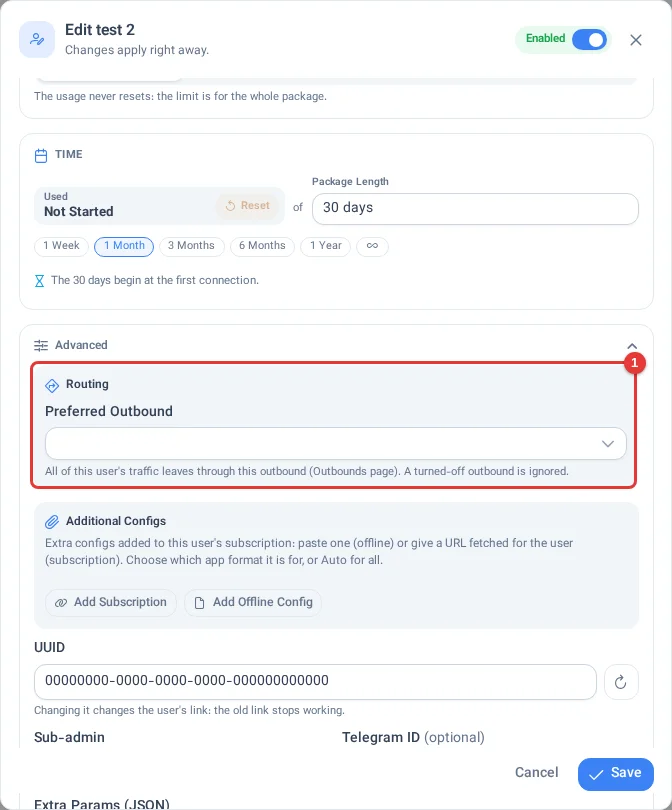 Edit test 2
Changes apply right away.
Enabled
The usage never resets: the limit is for the whole package.
TIME
Used
Not Started
Reset
of
Package Length
30 days
1 Week
1 Month
3 Months
6 Months
1 Year
∞
The 30 days begin at the first connection.
Advanced
1
Routing
Preferred Outbound
All of this user's traffic leaves through this outbound (Outbounds page). A turned-off outbound is ignored.
Additional Configs
Extra configs added to this user's subscription: paste one (offline) or give a URL fetched for the user
(subscription). Choose which app format it is for, or Auto for all.
Add Subscription
Add Offline Config
UUID
00000000-0000-0000-0000-000000000000
Changing it changes the user's link: the old link stops working.
Sub-admin
Telegram ID (optional)
Cancel
Save
Extra Params (JSON)